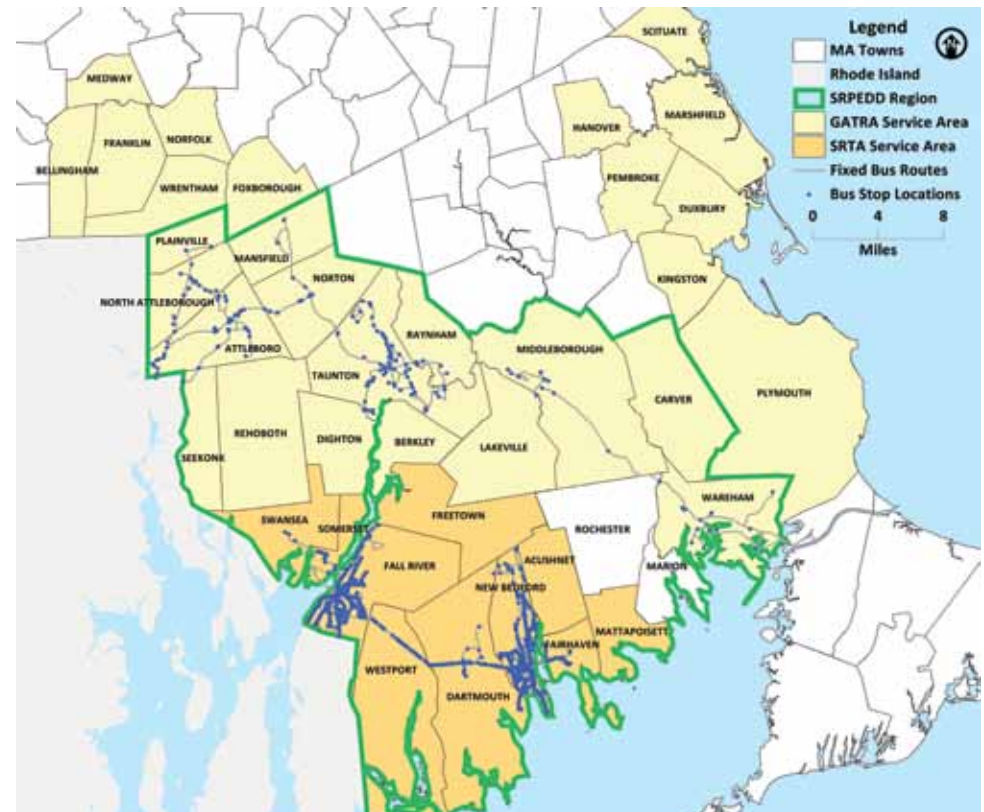 Legend
MA Towns
Rhode Island
SRPEDD Region
GATRA Service Area
SRTA Service Area
Fixed Bus Routes
Bus Stop Locations
0 4 8
Miles
SCITUATE
MEDWAY
HANOVER
MARSHFIELD
FRANKLIN
NORFOLK
BELLINGHAM
PEMBROKE
WRENTHAM
FOXBOROUGH
DUXBURY
PLAINVILLE
MANSFIELD
NORTON
KINGSTON
NORTH ATTLEBOROUGH
RAYNHAM
ATTLEBORO
MIDDLEBOROUGH
TAUNTON
PLYMOUTH
CARVER
REHOBOTH
DIGHTON
BERKLEY
LAKEVILLE
SEEKONK
WAREHAM
SWANSEA
SOMERSET
FREETOWN
ROCHESTER
ACUSHNET
FALL RIVER
MARION
NEW BEDFORD
MATTAPOISETT
FAIRHAVEN
WESTPORT
DARTMOUTH